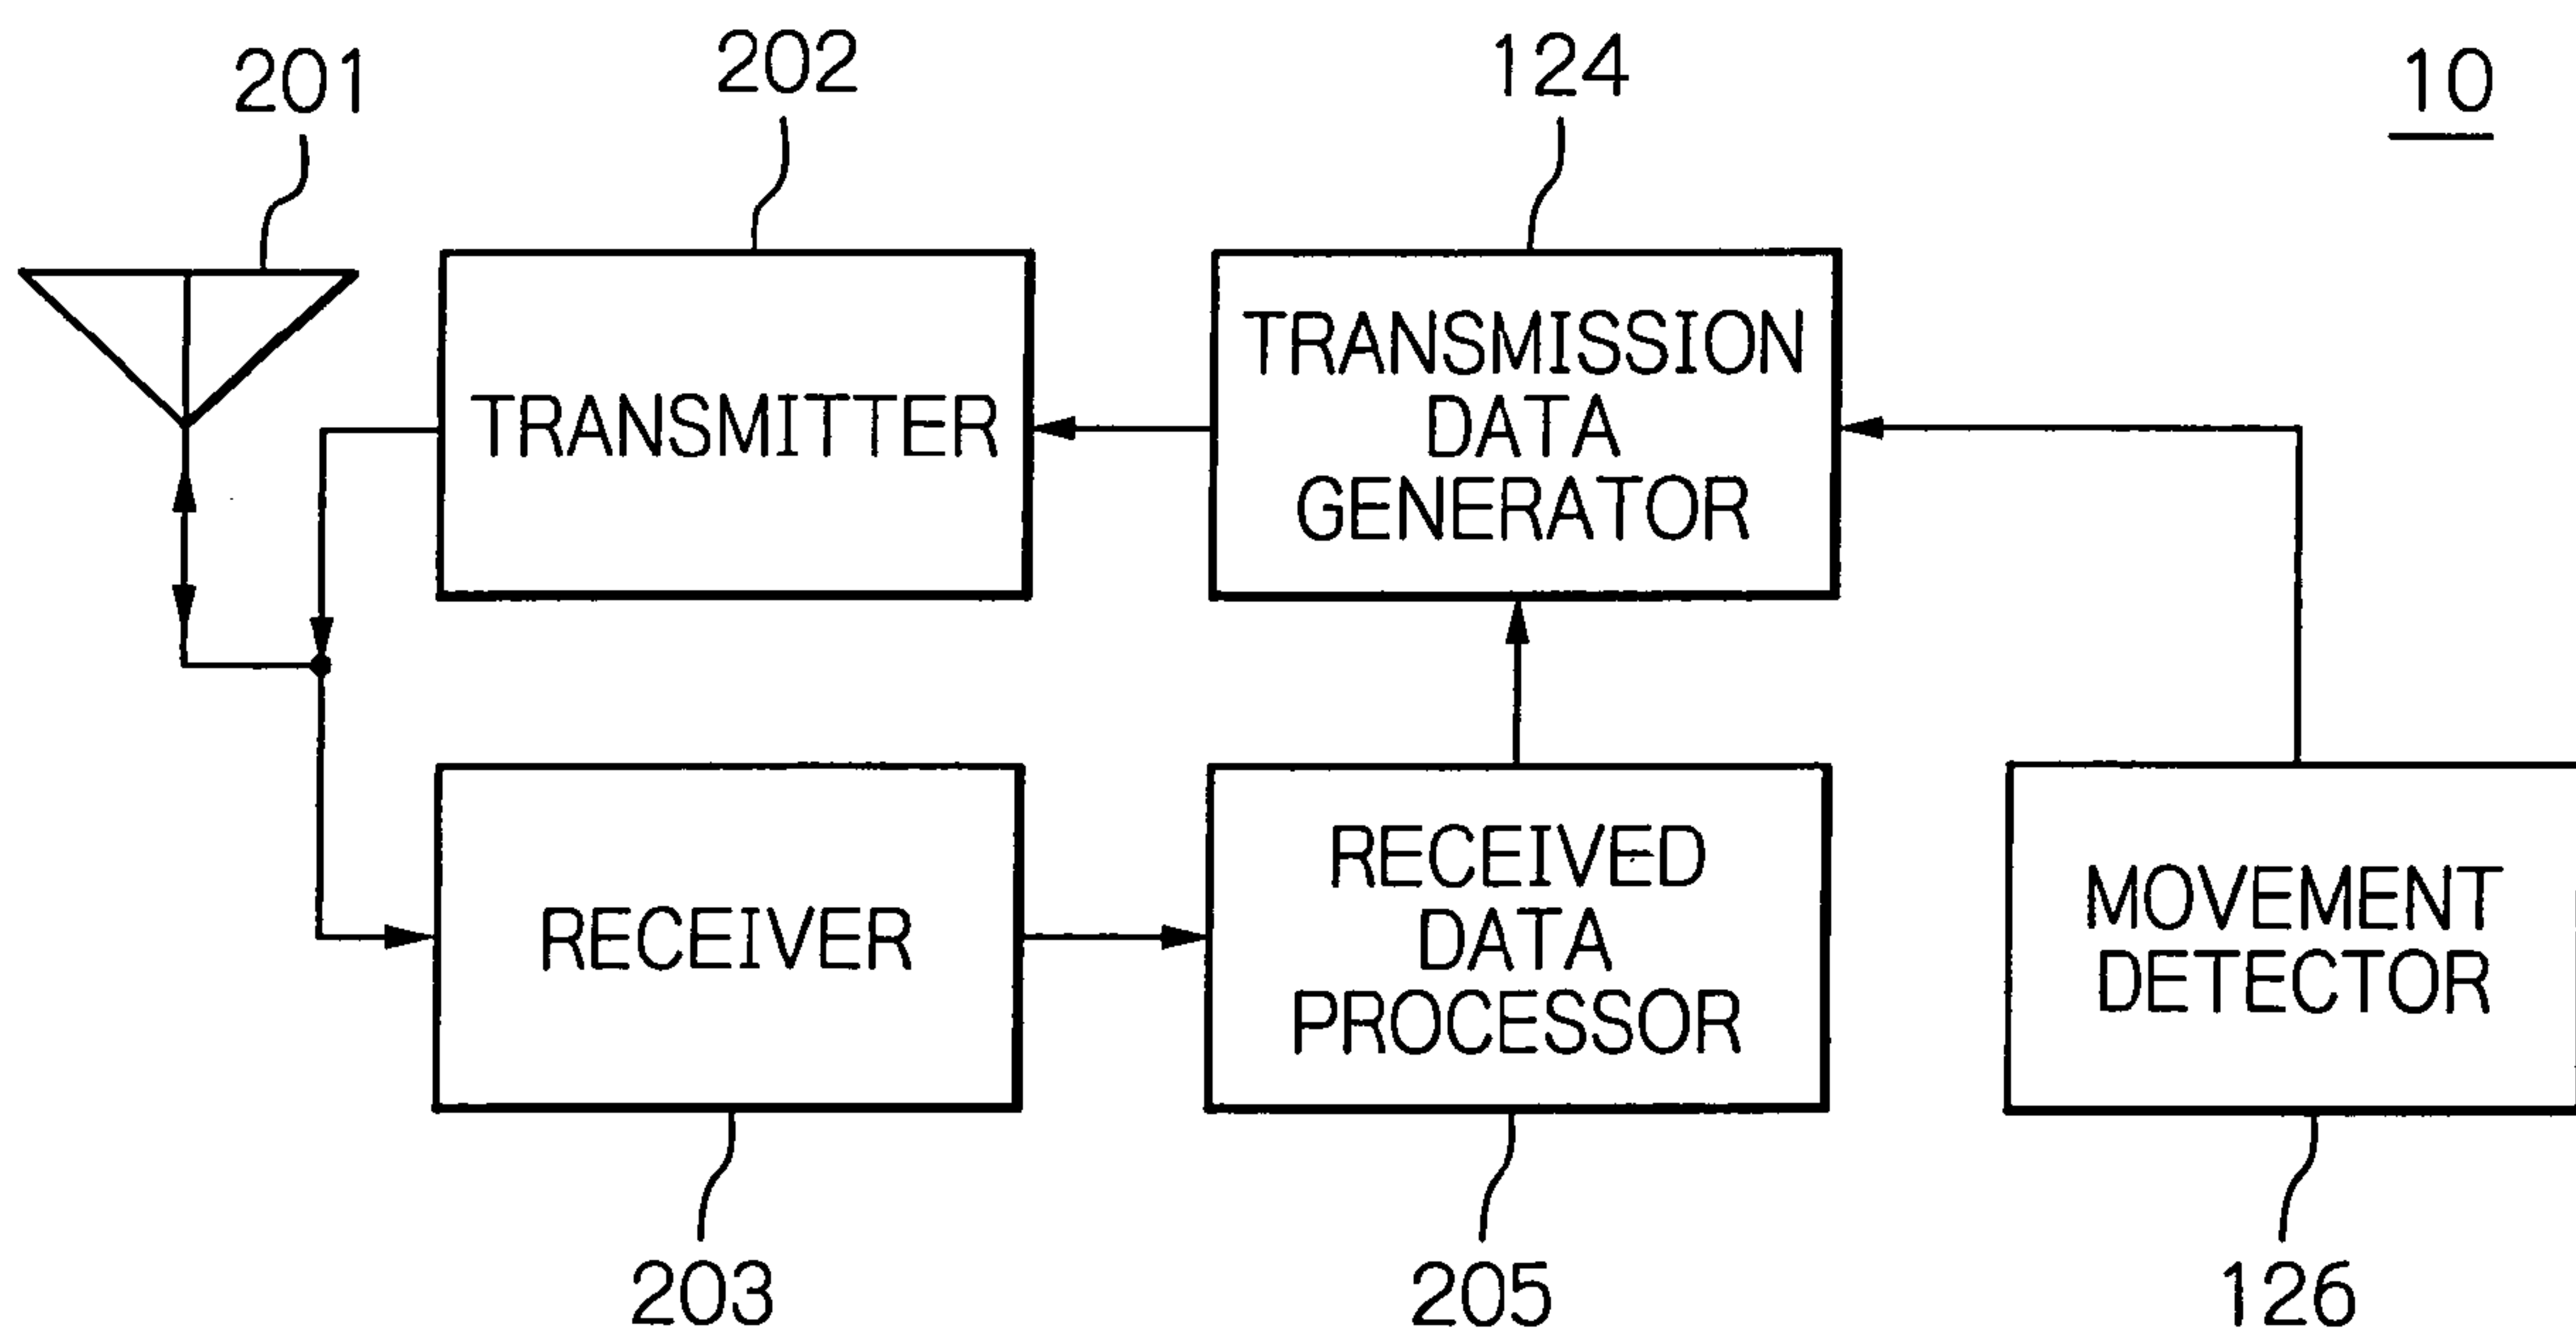 201
202
124
10
TRANSMITTER
TRANSMISSION
DATA
GENERATOR
RECEIVER
RECEIVED
DATA
PROCESSOR
MOVEMENT
DETECTOR
203
205
126